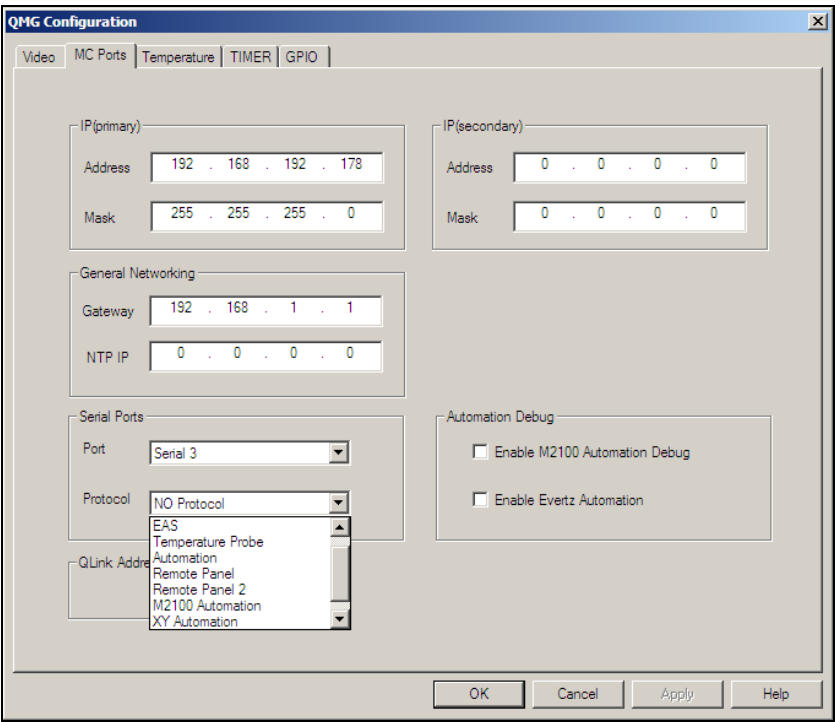 QMG Configuration
Video MC Ports Temperature TIMER GPIO
IP(primary)
Address 192 . 168 . 192 . 178
Mask 255 . 255 . 255 . 0
IP(secondary)
Address 0 . 0 . 0 . 0
Mask 0 . 0 . 0 . 0
General Networking
Gateway 192 . 168 . 1 . 1
NTP IP 0 . 0 . 0 . 0
Serial Ports
Port Serial 3
Protocol NO Protocol
EAS
Temperature Probe
Automation
Remote Panel
Remote Panel 2
M2100 Automation
XY Automation
Automation Debug
Enable M2100 Automation Debug
Enable Evertz Automation
QLink Addre
OK Cancel Apply Help